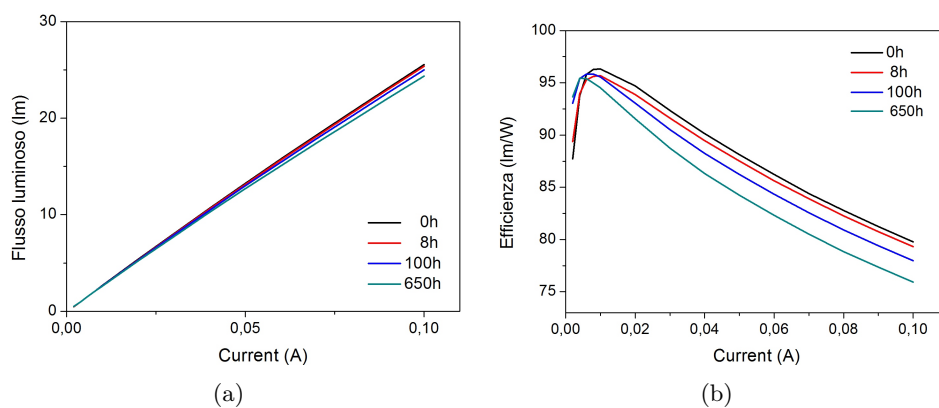 30
20
10
0
Flusso luminoso (lm)
0h
8h
100h
650h
0,00
0,05
0,10
Current (A)
(a)
100
95
90
85
80
75
Efficienza (lm/W)
0h
8h
100h
650h
0,00
0,02
0,04
0,06
0,08
0,10
Current (A)
(b)